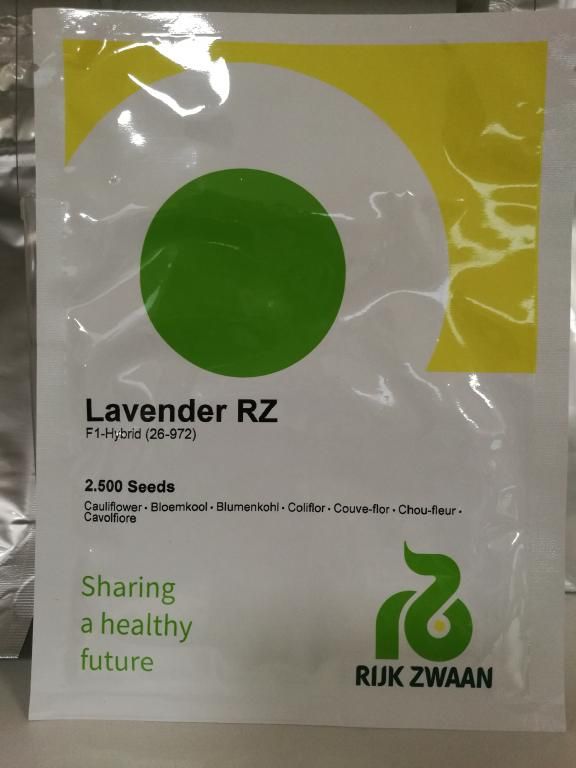 Lavender RZ
F1-Hybrid (26-972)
2.500 Seeds
Cauliflower • Bloemkool • Blumenkohl • Coliflor • Couve-flor • Chou-fleur •
Cavolfiore
Sharing
a healthy
future
RIJK ZWAAN